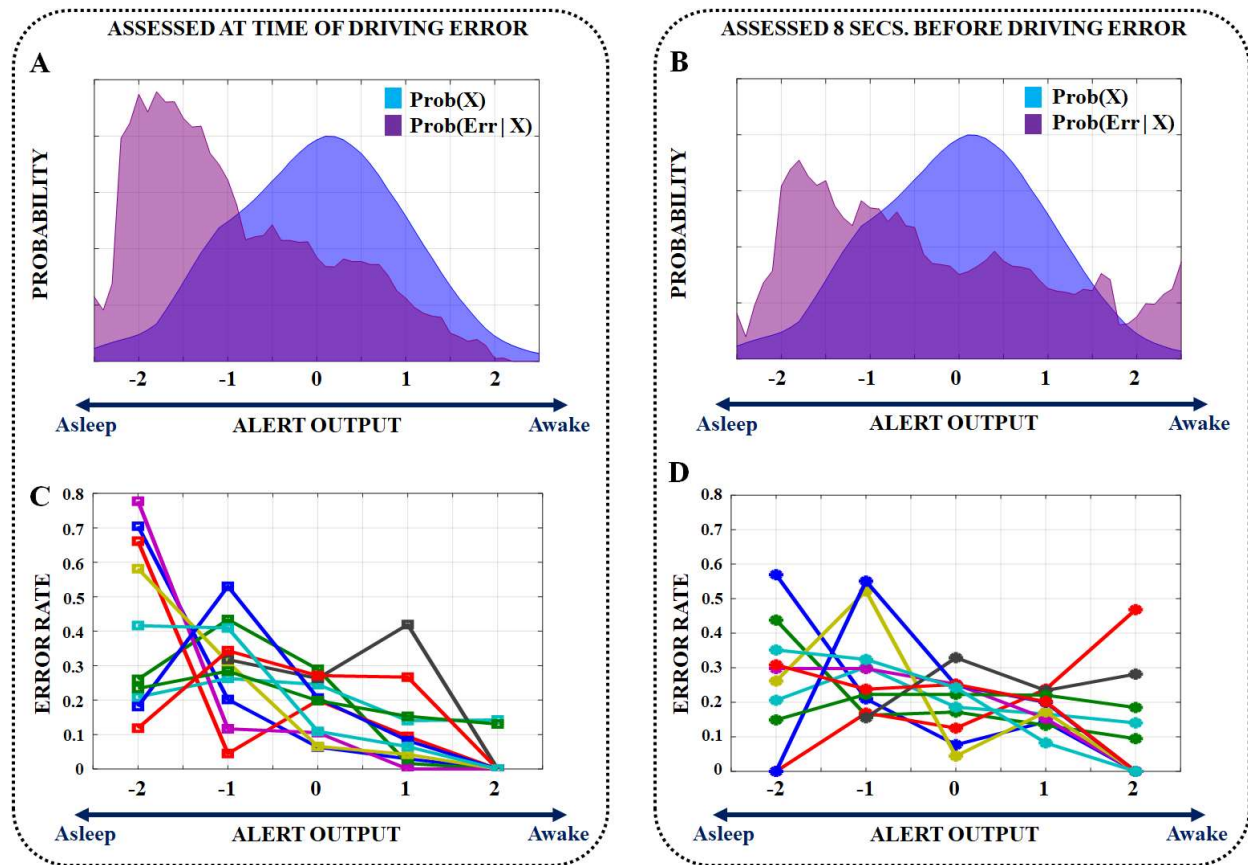 ASSESSED AT TIME OF DRIVING ERROR
A
Prob(X)
Prob(Err | X)
PROBABILITY
-2 -1 0 1 2
Asleep ALERT OUTPUT Awake
C
0.8
0.7
0.6
0.5
0.4
0.3
0.2
0.1
0
ERROR RATE
-2 -1 0 1 2
Asleep ALERT OUTPUT Awake
ASSESSED 8 SECS. BEFORE DRIVING ERROR
B
Prob(X)
Prob(Err | X)
PROBABILITY
-2 -1 0 1 2
Asleep ALERT OUTPUT Awake
D
0.8
0.7
0.6
0.5
0.4
0.3
0.2
0.1
0
ERROR RATE
-2 -1 0 1 2
Asleep ALERT OUTPUT Awake